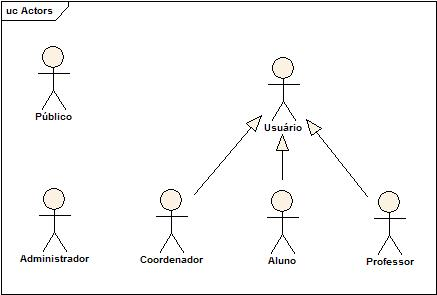 uc Actors
Público
Usuário
Administrador
Coordenador
Aluno
Professor